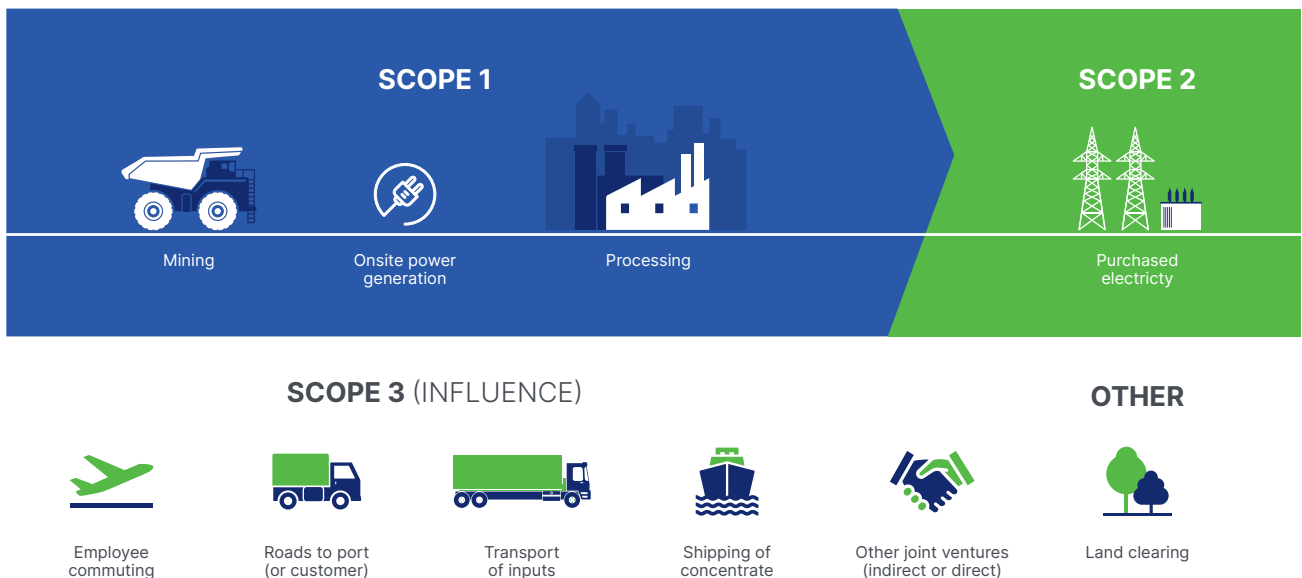 SCOPE 1
SCOPE 2
Mining
Onsite power
generation
Processing
Purchased
electricty
SCOPE 3 (INFLUENCE)
OTHER
Employee
commuting
Roads to port
(or customer)
Transport
of inputs
Shipping of
concentrate
Other joint ventures
(indirect or direct)
Land clearing